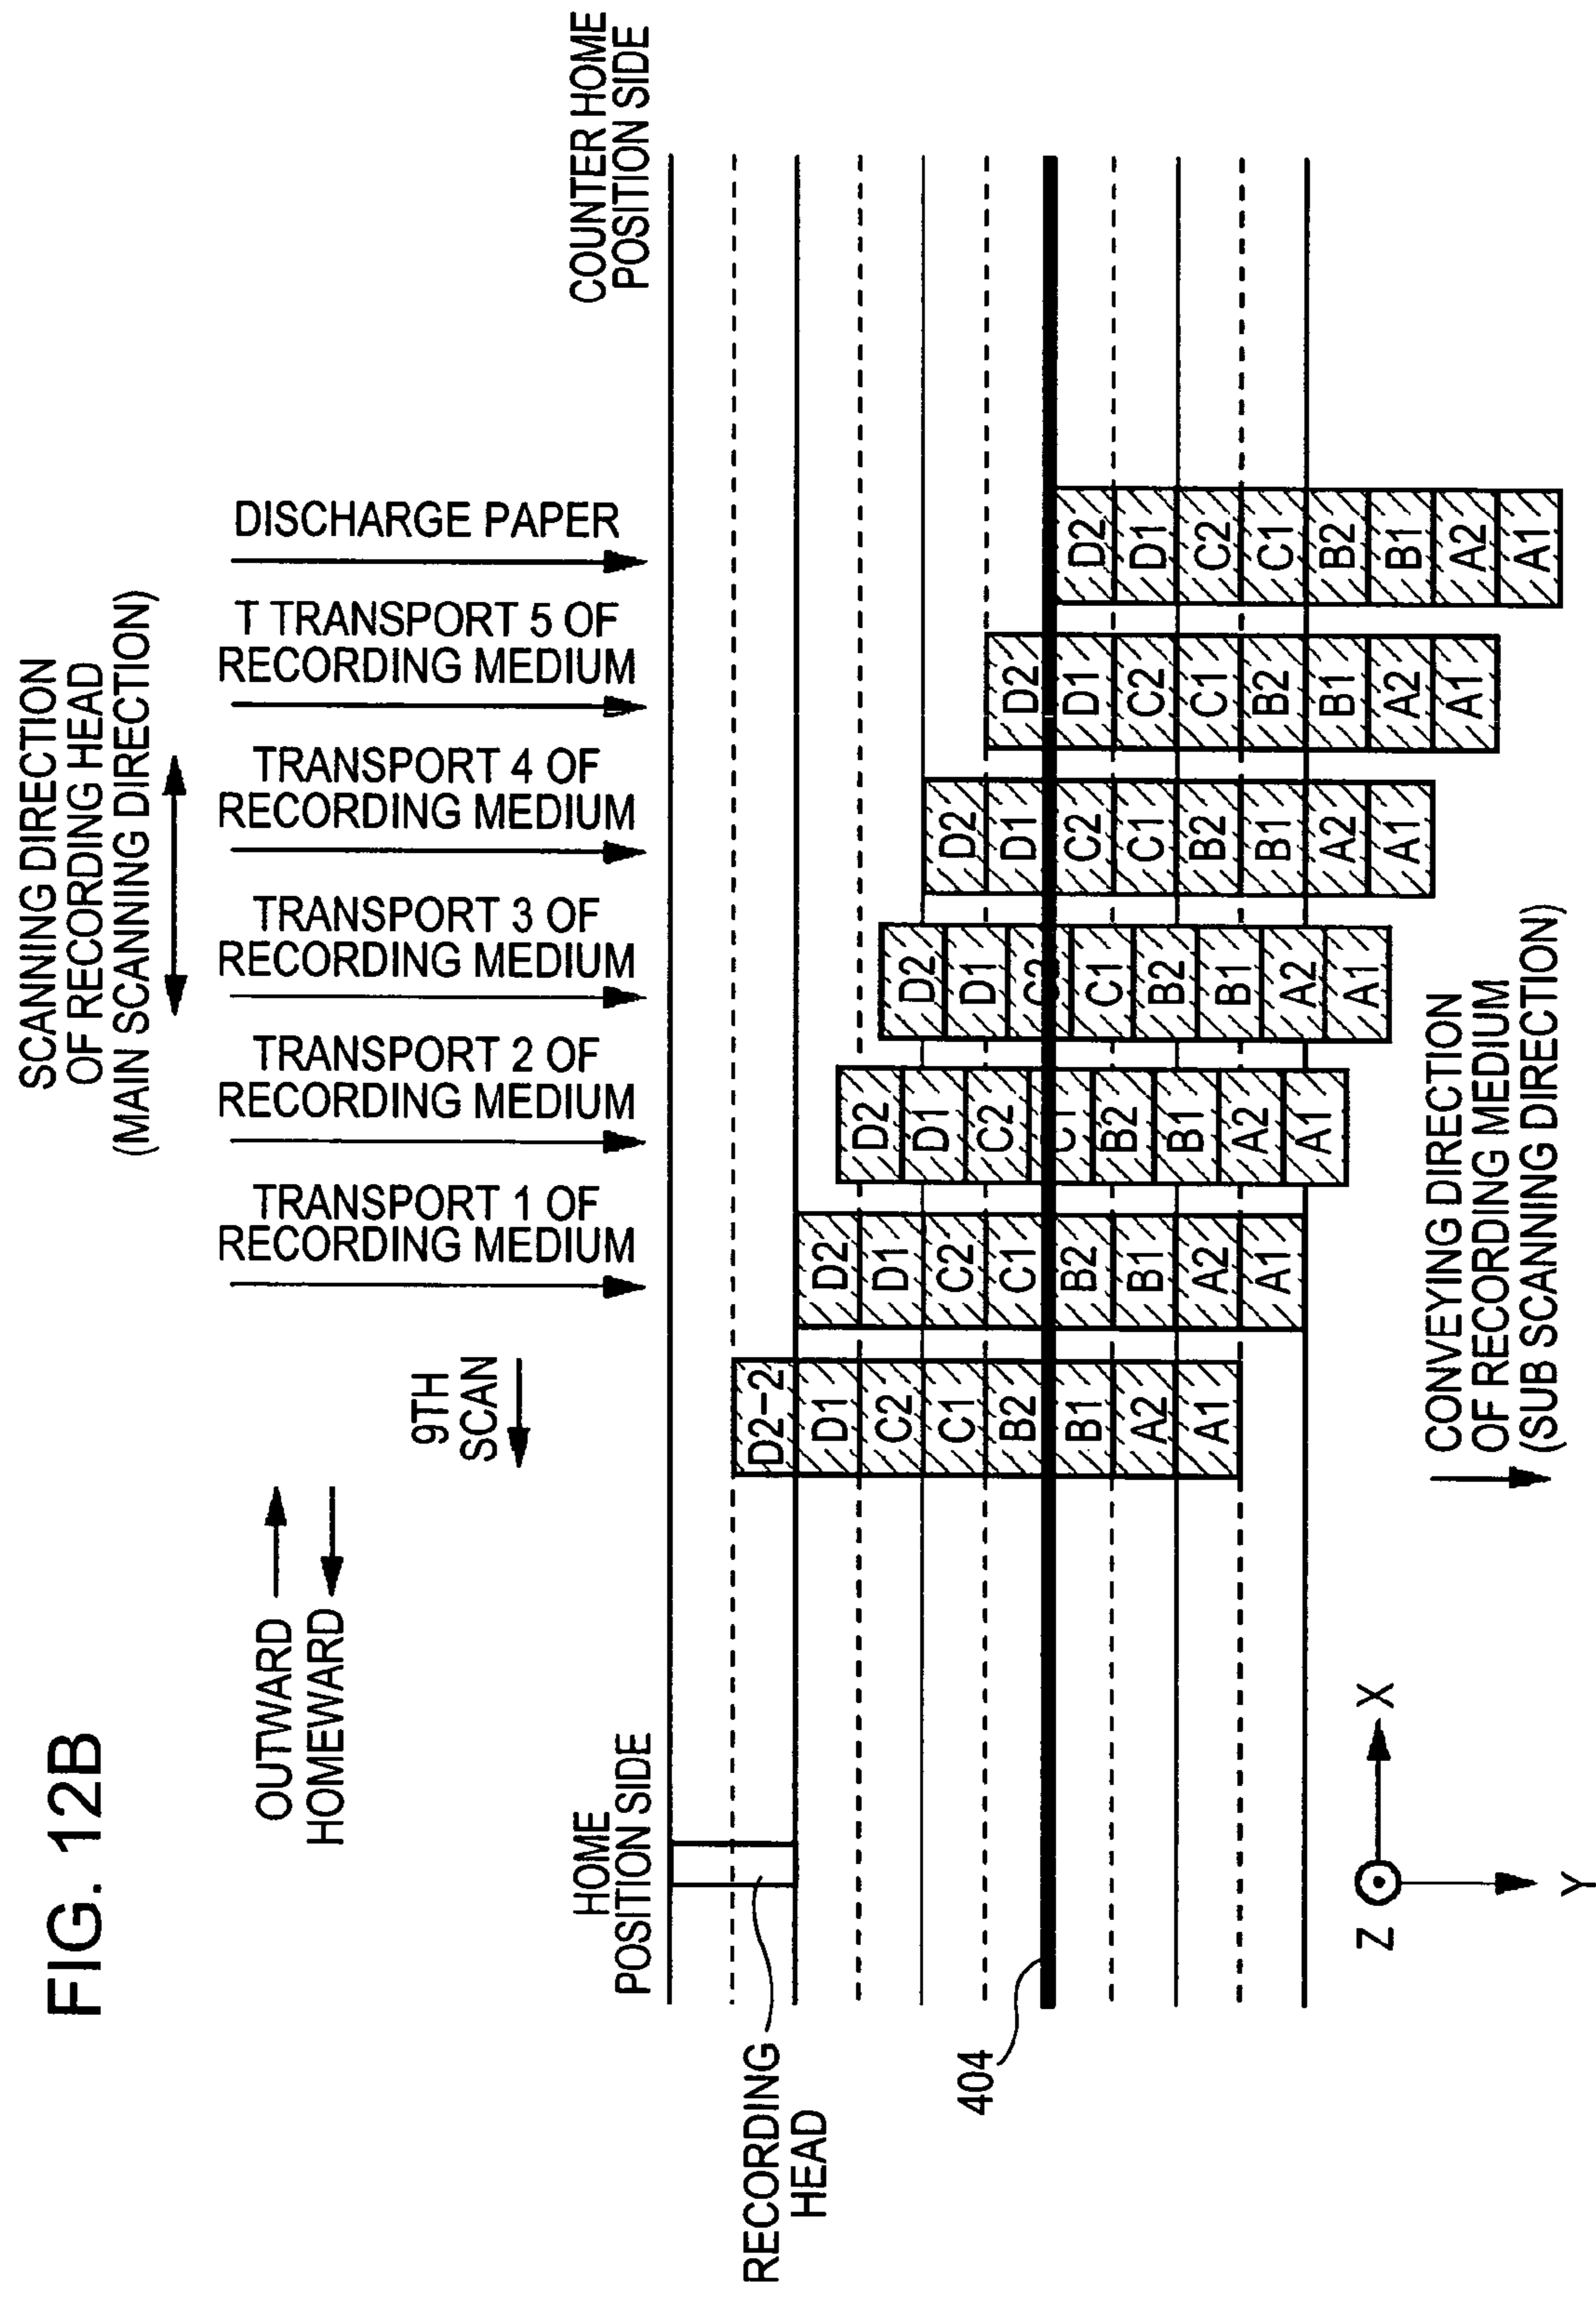 FIG. 12B
SCANNING DIRECTION
OF RECORDING HEAD
(MAIN SCANNING DIRECTION)
OUTWARD
HOMEWARD
9TH
SCAN
TRANSPORT 1 OF
RECORDING MEDIUM
TRANSPORT 2 OF
RECORDING MEDIUM
TRANSPORT 3 OF
RECORDING MEDIUM
TRANSPORT 4 OF
RECORDING MEDIUM
T TRANSPORT 5 OF
RECORDING MEDIUM
DISCHARGE PAPER
HOME
POSITION SIDE
COUNTER HOME
POSITION SIDE
RECORDING
HEAD
404
D2-2
D1
C2
C1
B2
B1
A2
A1
D2
D1
C2
C1
B2
B1
A2
A1
D2
D1
C2
C1
B2
B1
A2
A1
D2
D1
C2
C1
B2
B1
A2
A1
D2
D1
C2
C1
B2
B1
A2
A1
D2
D1
C2
C1
B2
B1
A2
A1
D2
D1
C2
C1
B2
B1
A2
A1
Z
X
Y
CONVEYING DIRECTION
OF RECORDING MEDIUM
(SUB SCANNING DIRECTION)